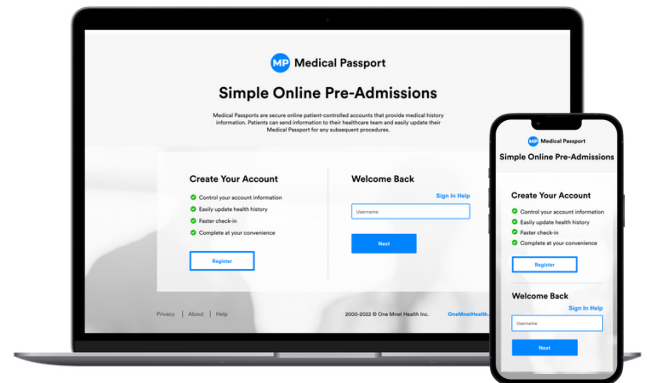 MP Medical Passport
Simple Online Pre-Admissions
Medical Passports are secure online patient-controlled accounts that provide medical history
information. Patients can send information to their healthcare team and easily update their
Medical Passport for any subsequent procedures.
Create Your Account
Control your account information
Easily update health history
Faster check-in
Complete at your convenience
Register
Welcome Back
Sign In Help
Username
Next
Privacy | About | Help
2000-2022 © One Most Health Inc.
OneMostHealth.
MP Medical Passport
Simple Online Pre-Admissions
Create Your Account
Control your account information
Easily update health history
Faster check-in
Complete at your convenience
Register
Welcome Back
Sign In Help
Username
Next